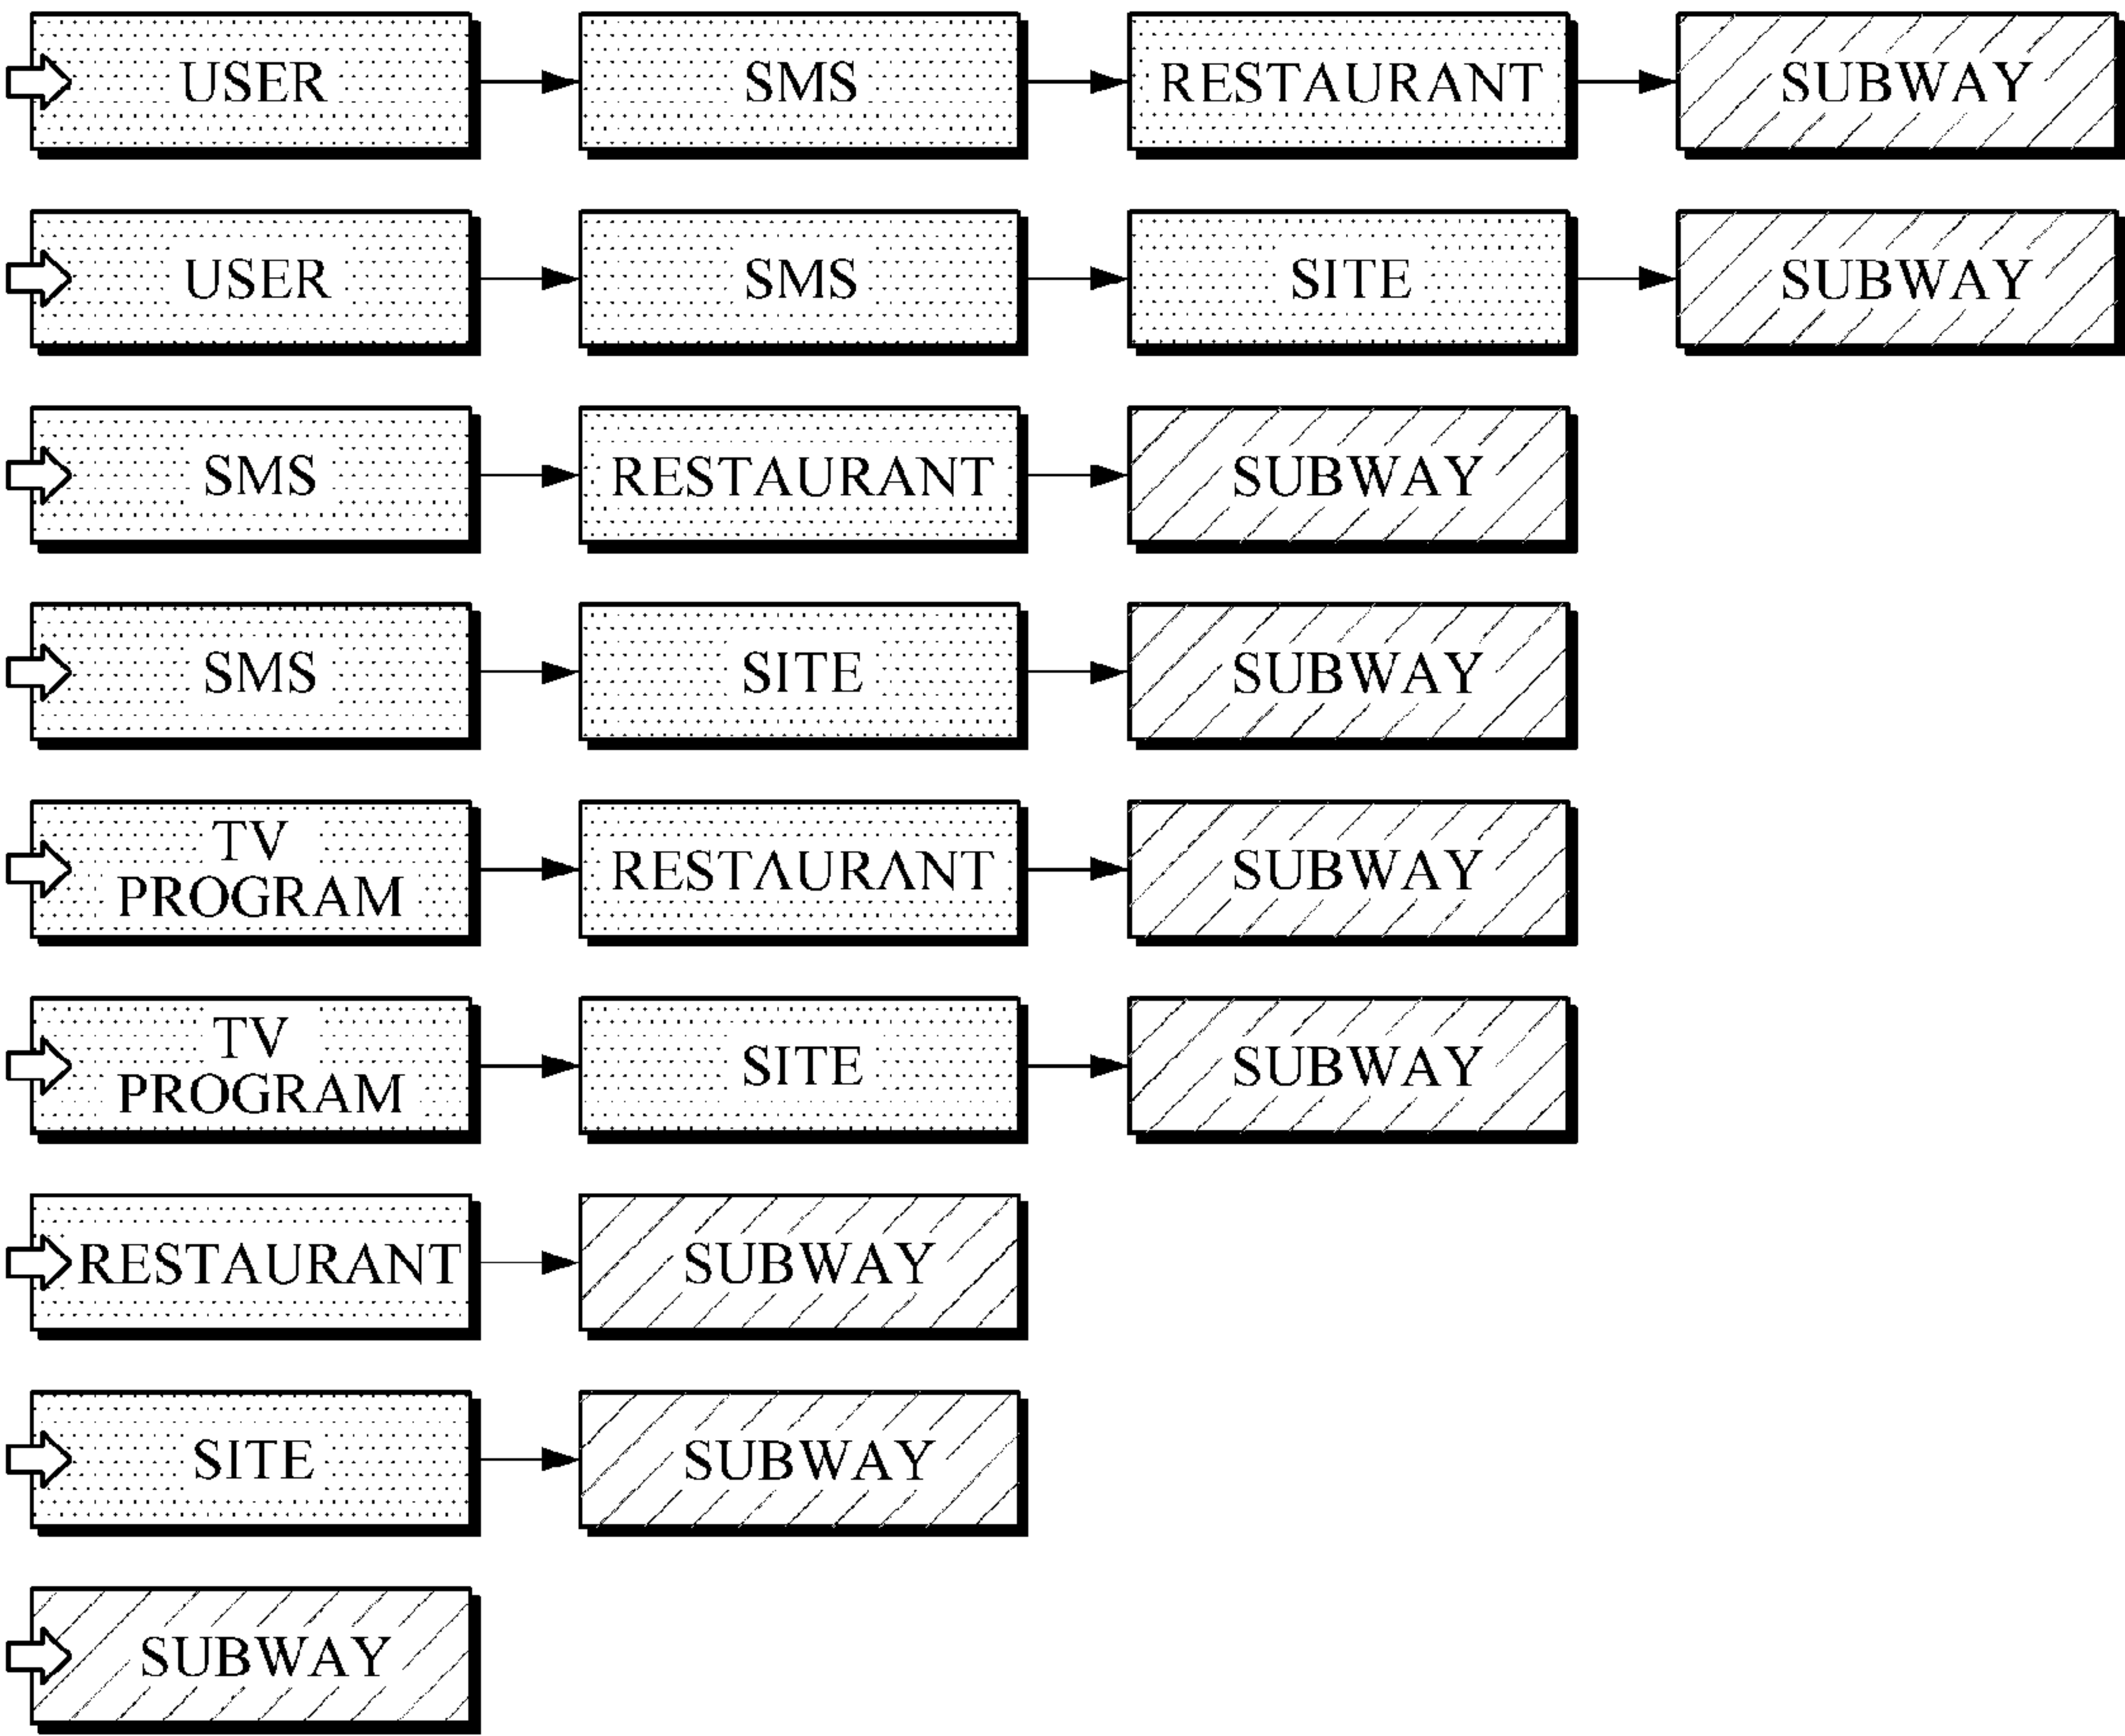 USER SMS RESTAURANT SUBWAY
USER SMS SITE SUBWAY
SMS RESTAURANT SUBWAY
SMS SITE SUBWAY
TV
PROGRAM RESTAURANT SUBWAY
TV
PROGRAM SITE SUBWAY
RESTAURANT SUBWAY
SITE SUBWAY
SUBWAY